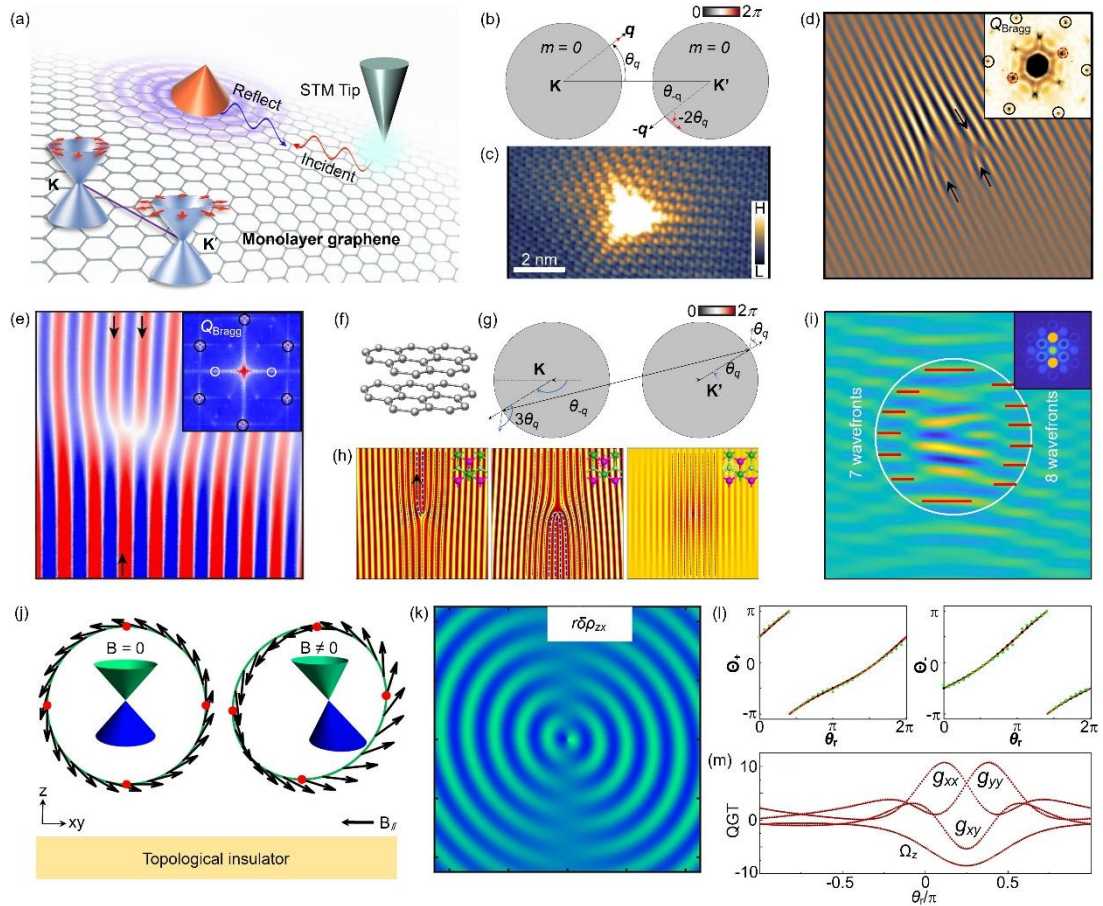 (a)
Reflect
STM Tip
Incident
K
K'
Monolayer graphene
(b)
0 2π
m = 0
m = 0
q
θq
K
K'
θ-q
-q
-2θq
(c)
2 nm
H
L
(d)
QBragg
(e)
QBragg
(f)
(g)
0 2π
K
θ-q
3θq
K'
θq
θq
(h)
(i)
7 wavefronts
8 wavefronts
(j)
B = 0
B ≠ 0
z
xy
B//
Topological insulator
(k)
rδρzx
(l)
π
0
-π
Θ+
0 π 2π
θr
π
0
-π
Θ-
0 π 2π
θr
(m)
10
0
-10
QGT
gxx
gyy
gxy
Ωz
-0.5 0 0.5
θr/π